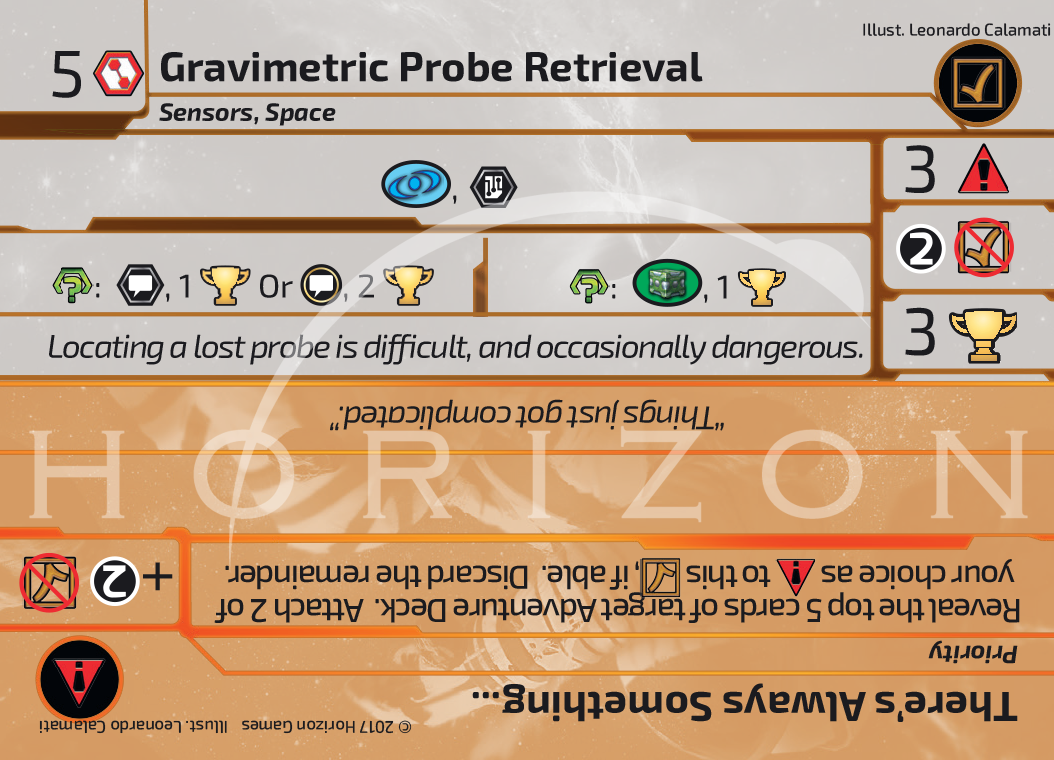 Illust. Leonardo Calamati
5 Gravimetric Probe Retrieval
Sensors, Space
3
,
2
: , 1 Or , 2
: , 1
3
Locating a lost probe is difficult, and occasionally dangerous.
HORIZON
There's Always Something...
Priority
Reveal the top 5 cards of target Adventure Deck. Attach 2 of
your choice as to this , if able. Discard the remainder.
+2
"Things just got complicated."
© 2017 Horizon Games Illust. Leonardo Calamati